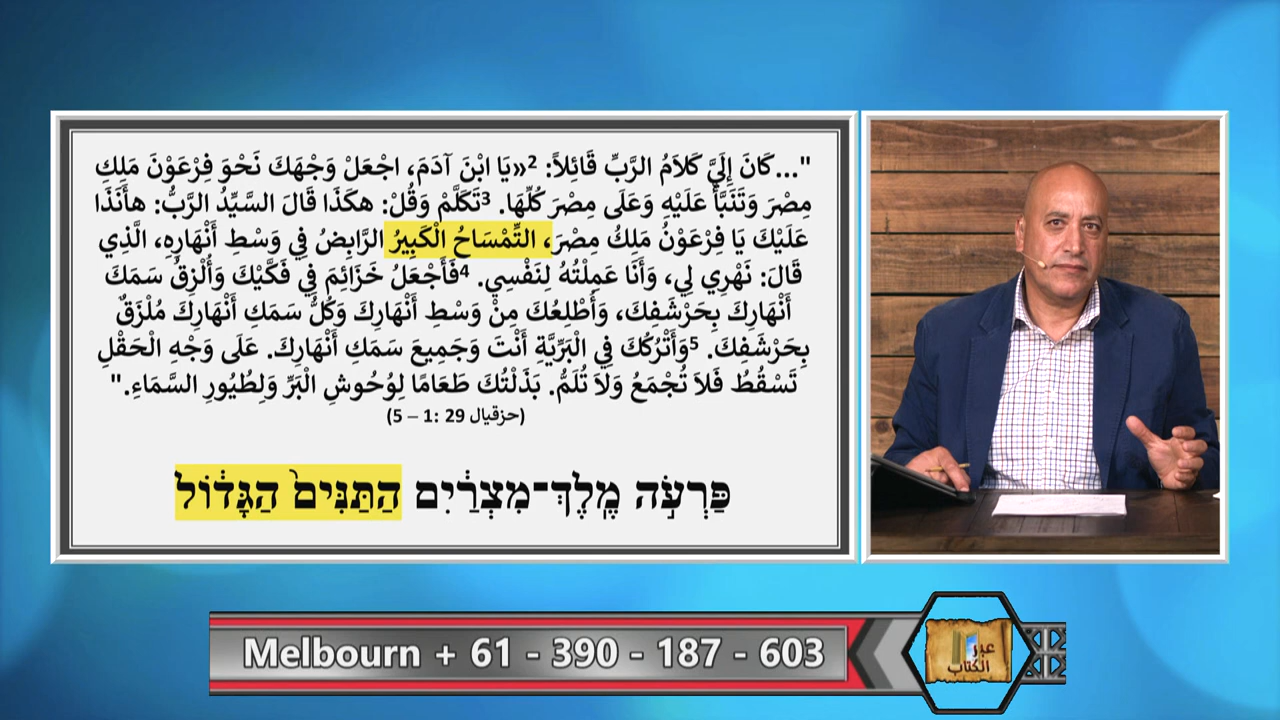 "...كَانَ إِلَيَّ كَلاَمُ الرَّبِّ قَائِلاً: ²«يَا ابْنَ آدَمَ، اجْعَلْ وَجْهَكَ نَحْوَ فِرْعَوْنَ مَلِكِ
مِصْرَ وَتَنَبَّأْ عَلَيْهِ وَعَلَى مِصْرَ كُلِّهَا. ³تَكَلَّمْ وَقُلْ: هكَذَا قَالَ السَّيِّدُ الرَّبُّ: هأَنَذَا
عَلَيْكَ يَا فِرْعَوْنُ مَلِكُ مِصْرَ، التِّمْسَاحُ الْكَبِيرُ الرَّابِضُ فِي وَسْطِ أَنْهَارِهِ، الَّذِي
قَالَ: نَهْرِي لِي، وَأَنَا عَمِلْتُهُ لِنَفْسِي. ⁴فَأَجْعَلُ خَزَائِمَ فِي فَكَّيْكَ وَأُلْزِقُ سَمَكَ
أَنْهَارِكَ بِحَرْشَفِكَ، وَأُطْلِعُكَ مِنْ وَسْطِ أَنْهَارِكَ وَكُلُّ سَمَكِ أَنْهَارِكَ مُلْزَقٌ
بِحَرْشَفِكَ. ⁵وَأَتْرُكُكَ فِي الْبَرِّيَّةِ أَنْتَ وَجَمِيعَ سَمَكِ أَنْهَارِكَ. عَلَى وَجْهِ الْحَقْلِ
تَسْقُطُ فَلاَ تُجْمَعُ وَلاَ تُلَمُّ. بَذَلْتُكَ طَعَامًا لِوُحُوشِ الْبَرِّ وَلِطُيُورِ السَّمَاءِ."
(حزقيال 29 :1 – 5)
פַּרְעֹ֣ה מֶֽלֶךְ־מִצְרַ֔יִם הַתַּנִּים֙ הַגָּד֔וֹל
Melbourn + 61 - 390 - 187 - 603
عبر
الكتاب